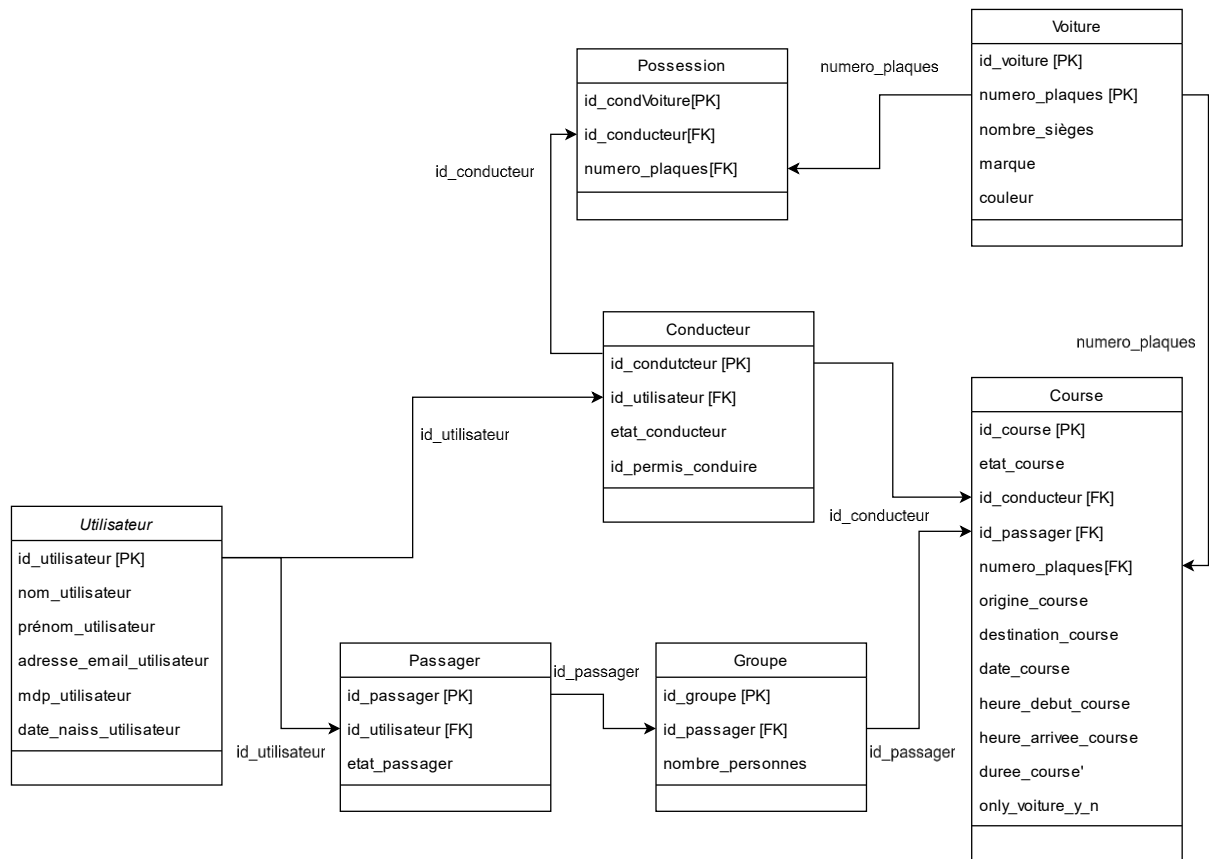 Voiture
id_voiture [PK]
numero_plaques [PK]
nombre_sièges
marque
couleur
numero_plaques
Possession
id_condVoiture[PK]
id_conducteur[FK]
numero_plaques[FK]
id_conducteur
Conducteur
id_condutcteur [PK]
id_utilisateur [FK]
etat_conducteur
id_permis_conduire
numero_plaques
id_utilisateur
id_conducteur
Course
id_course [PK]
etat_course
id_conducteur [FK]
id_passager [FK]
numero_plaques[FK]
origine_course
destination_course
date_course
heure_debut_course
heure_arrivee_course
duree_course'
only_voiture_y_n
Utilisateur
id_utilisateur [PK]
nom_utilisateur
prénom_utilisateur
adresse_email_utilisateur
mdp_utilisateur
date_naiss_utilisateur
id_utilisateur
Passager
id_passager [PK]
id_utilisateur [FK]
etat_passager
id_passager
Groupe
id_groupe [PK]
id_passager [FK]
nombre_personnes
id_passager